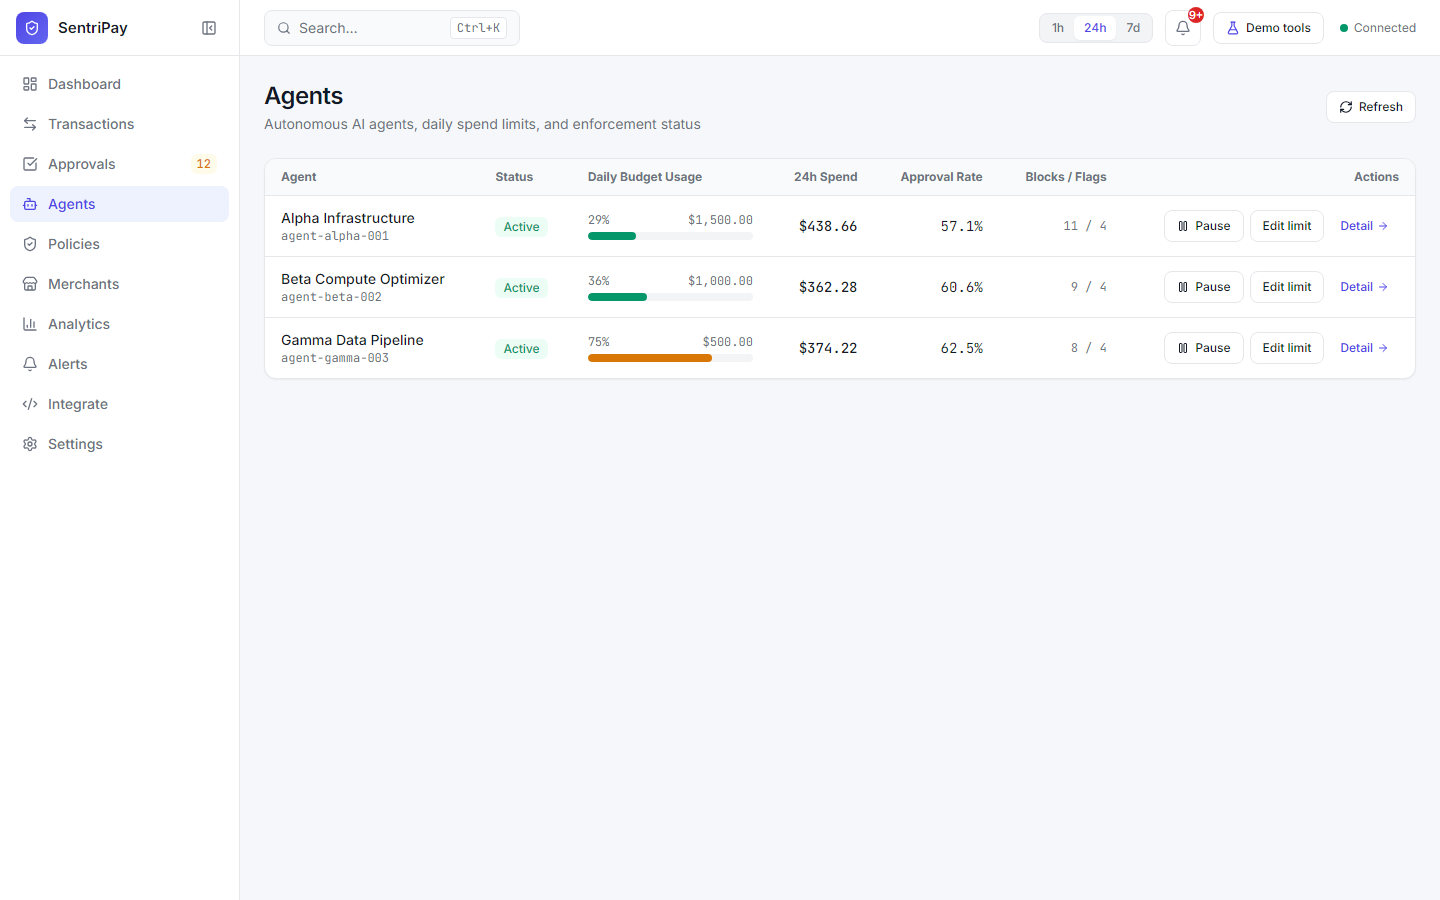 SentriPay
Search...
Ctrl+K
1h
24h
7d
9+
Demo tools
Connected
Dashboard
Transactions
Approvals
12
Agents
Policies
Merchants
Analytics
Alerts
Integrate
Settings
Agents
Autonomous AI agents, daily spend limits, and enforcement status
Refresh
Agent
Status
Daily Budget Usage
24h Spend
Approval Rate
Blocks / Flags
Actions
Alpha Infrastructure
agent-alpha-001
Active
29%
$1,500.00
$438.66
57.1%
11 / 4
Pause
Edit limit
Detail →
Beta Compute Optimizer
agent-beta-002
Active
36%
$1,000.00
$362.28
60.6%
9 / 4
Pause
Edit limit
Detail →
Gamma Data Pipeline
agent-gamma-003
Active
75%
$500.00
$374.22
62.5%
8 / 4
Pause
Edit limit
Detail →